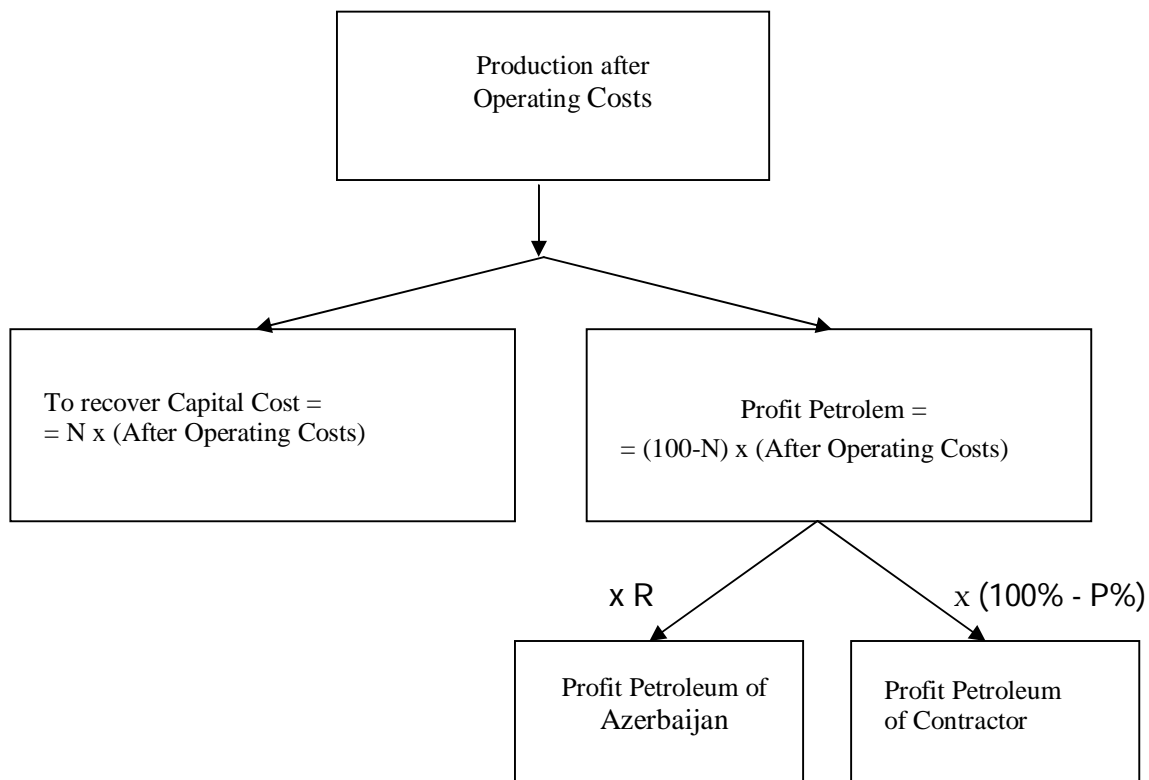 Production after
Operating Costs
To recover Capital Cost =
= N x (After Operating Costs)
Profit Petrolem =
= (100-N) x (After Operating Costs)
x R
x (100% - P%)
Profit Petroleum of
Azerbaijan
Profit Petroleum
of Contractor